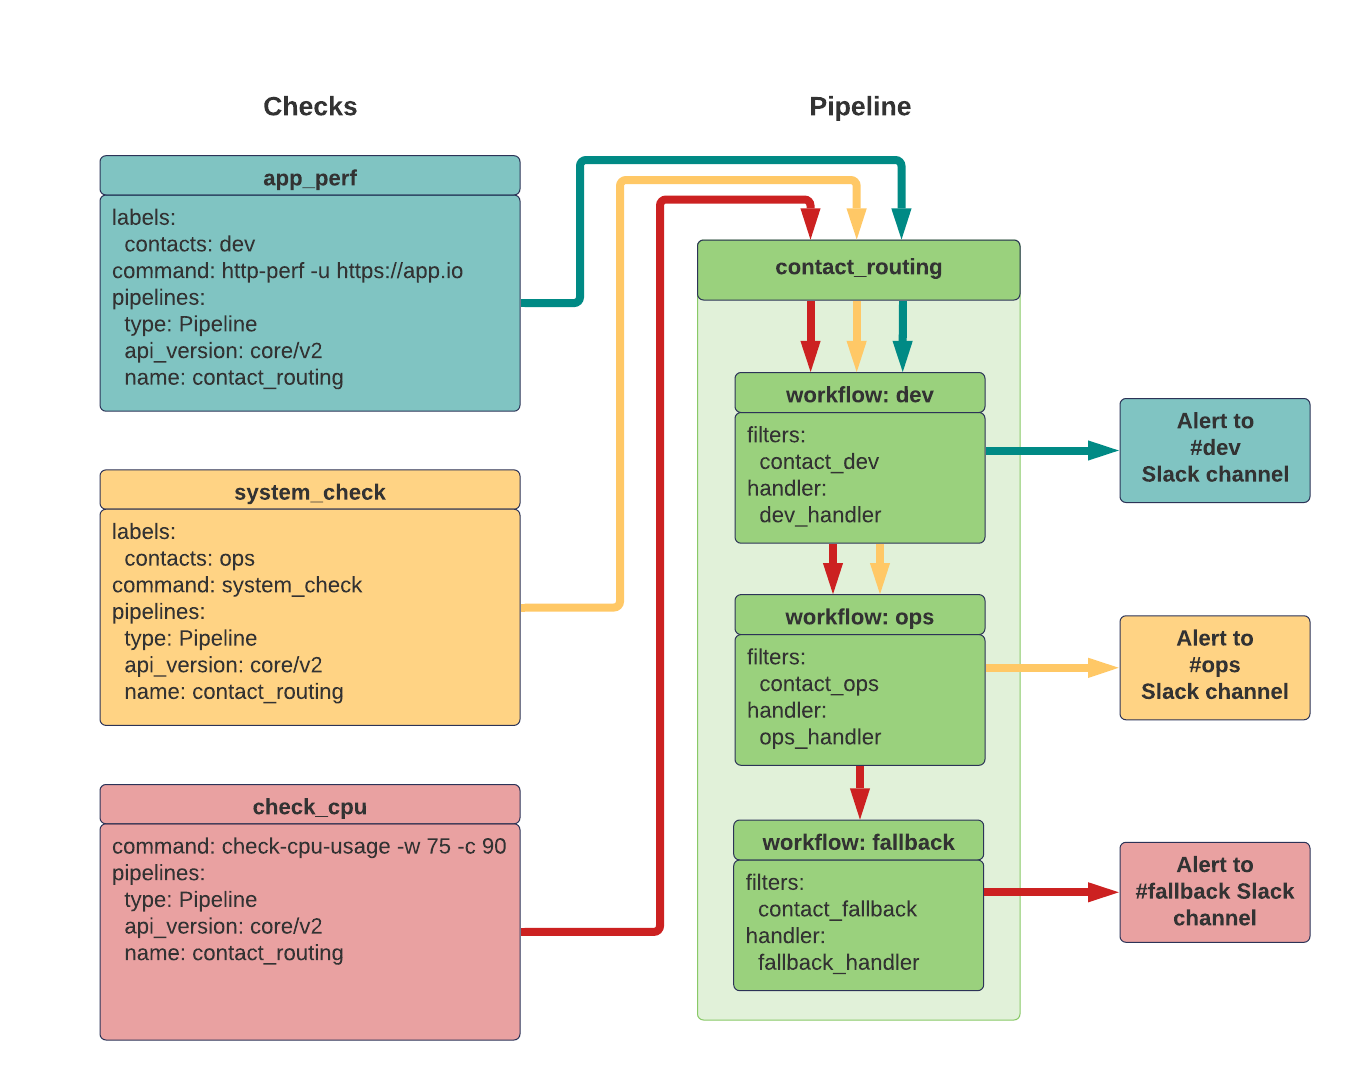 Checks
app_perf
labels:
contacts: dev
command: http-perf -u https://app.io
pipelines:
type: Pipeline
api_version: core/v2
name: contact_routing
system_check
labels:
contacts: ops
command: system_check
pipelines:
type: Pipeline
api_version: core/v2
name: contact_routing
check_cpu
command: check-cpu-usage -w 75 -c 90
pipelines:
type: Pipeline
api_version: core/v2
name: contact_routing
Pipeline
contact_routing
workflow: dev
filters:
contact_dev
handler:
dev_handler
workflow: ops
filters:
contact_ops
handler:
ops_handler
workflow: fallback
filters:
contact_fallback
handler:
fallback_handler
Alert to
#dev
Slack channel
Alert to
#ops
Slack channel
Alert to
#fallback Slack
channel